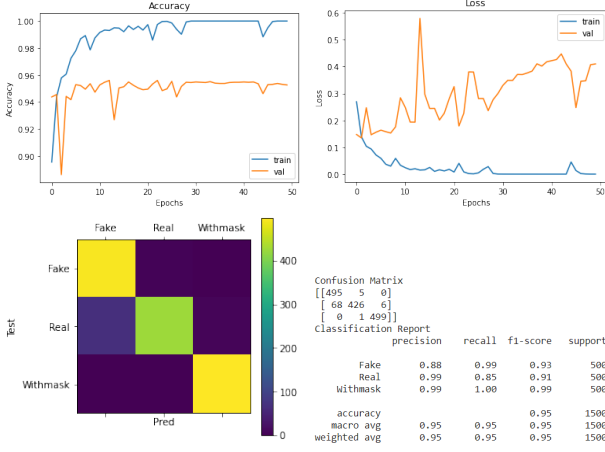 Accuracy
1.00
0.98
0.96
0.94
0.92
0.90
Accuracy
train
val
0 10 20 30 40 50
Epochs
Loss
0.6
0.5
0.4
0.3
0.2
0.1
0.0
Loss
train
val
0 10 20 30 40 50
Epochs
Fake Real Withmask
Fake
Real
Withmask
Test
Pred
400
300
200
100
0
Confusion Matrix
[[495 5 0]
[ 68 426 6]
[ 0 1 499]]
Classification Report
precision recall f1-score support
Fake 0.88 0.99 0.93 500
Real 0.99 0.85 0.91 500
Withmask 0.99 1.00 0.99 500
accuracy 0.95 1500
macro avg 0.95 0.95 0.95 1500
weighted avg 0.95 0.95 0.95 1500